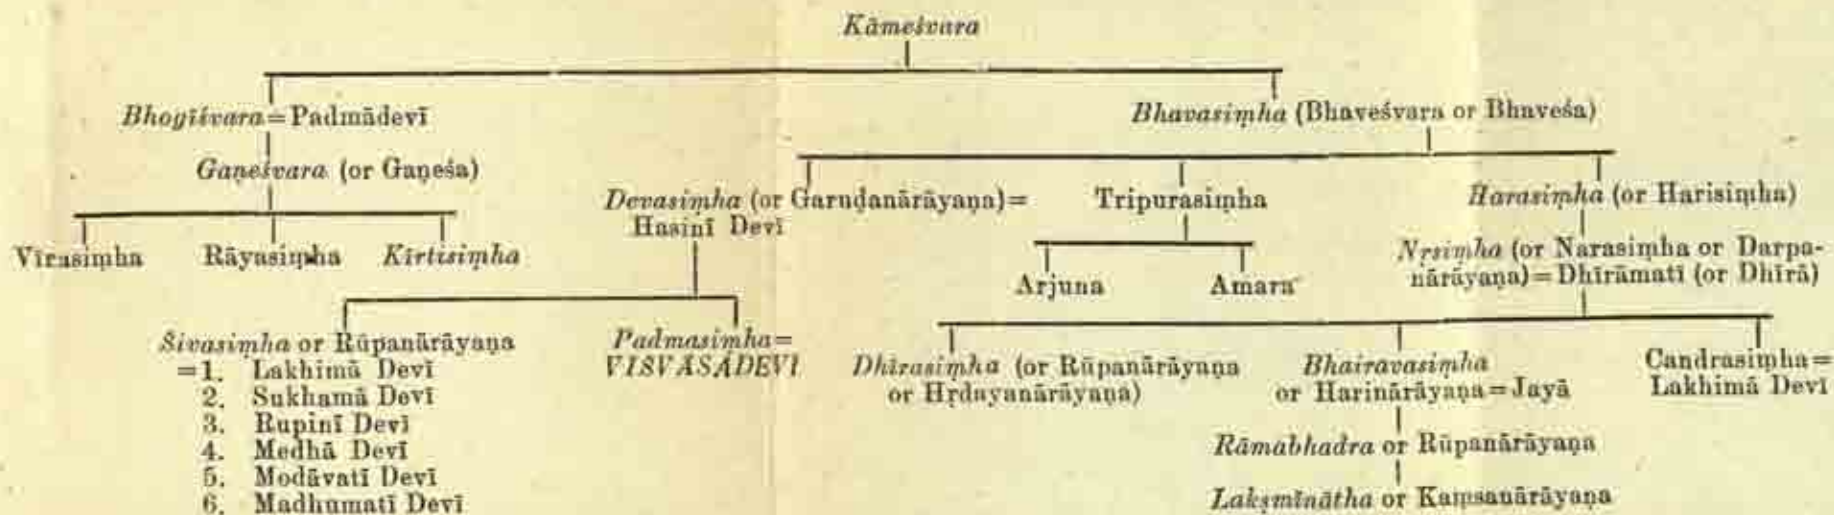 Kāmeśvara
Bhogīśvara = Padmādevī
Bhavasiṃha (Bhaveśvara or Bhaveśa)
Gaṇeśvara (or Gaṇeśa)
Devasiṃha (or Garuḍanārāyaṇa) =
Hasinī Devī
Tripurasiṃha
Harasiṃha (or Harisiṃha)
Vīrasiṃha Rāyasiṃha Kīrtisiṃha
Arjuna Amara
Nṛsiṃha (or Narasiṃha or Darpa-
nārāyaṇa) = Dhīrāmatī (or Dhīrā)
Śivasiṃha or Rūpanārāyaṇa
=1. Lakhimā Devī
2. Sukhamā Devī
3. Rupinī Devī
4. Medhā Devī
5. Modāvatī Devī
6. Madhumatī Devī
Padmasiṃha =
VISVĀSADEVĪ
Dhīrasiṃha (or Rūpanārāyaṇa
or Hṛdayanārāyaṇa)
Bhairavasiṃha
or Harinārāyaṇa = Jayā
Candrasiṃha =
Lakhimā Devī
Rāmabhadra or Rūpanārāyaṇa
Lakṣmīnātha or Kaṃsanārāyaṇa